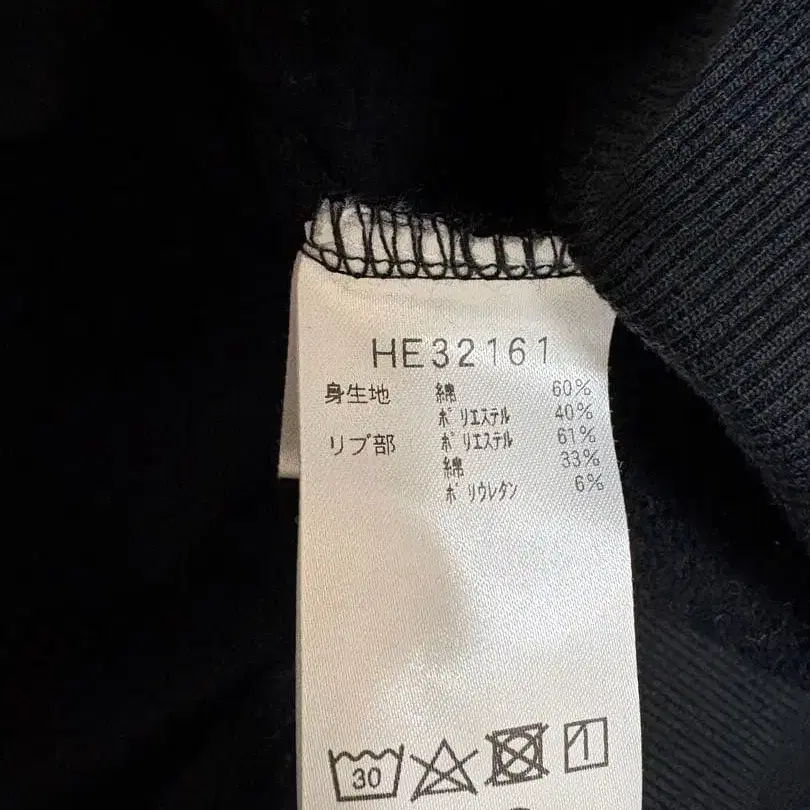 HE32161
身生地 綿 60%
ポリエステル 40%
リブ部 ポリエステル 61%
綿 33%
ポリウレタン 6%
30